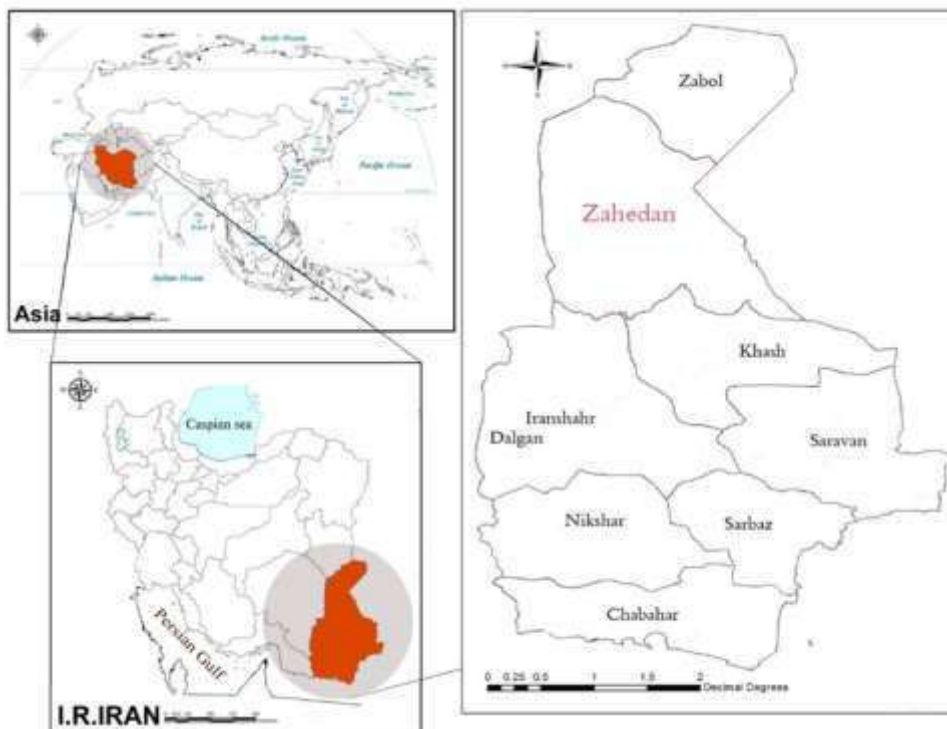 Pacific Ocean
Indian Ocean
Asia
Caspian sea
Persian Gulf
I.R.IRAN
Zabol
Zahedan
Khash
Iranshahr
Dalgan
Saravan
Nikshar
Sarbaz
Chabahar
0 0.25 0.5 1 1.5 2
Decimal Degrees